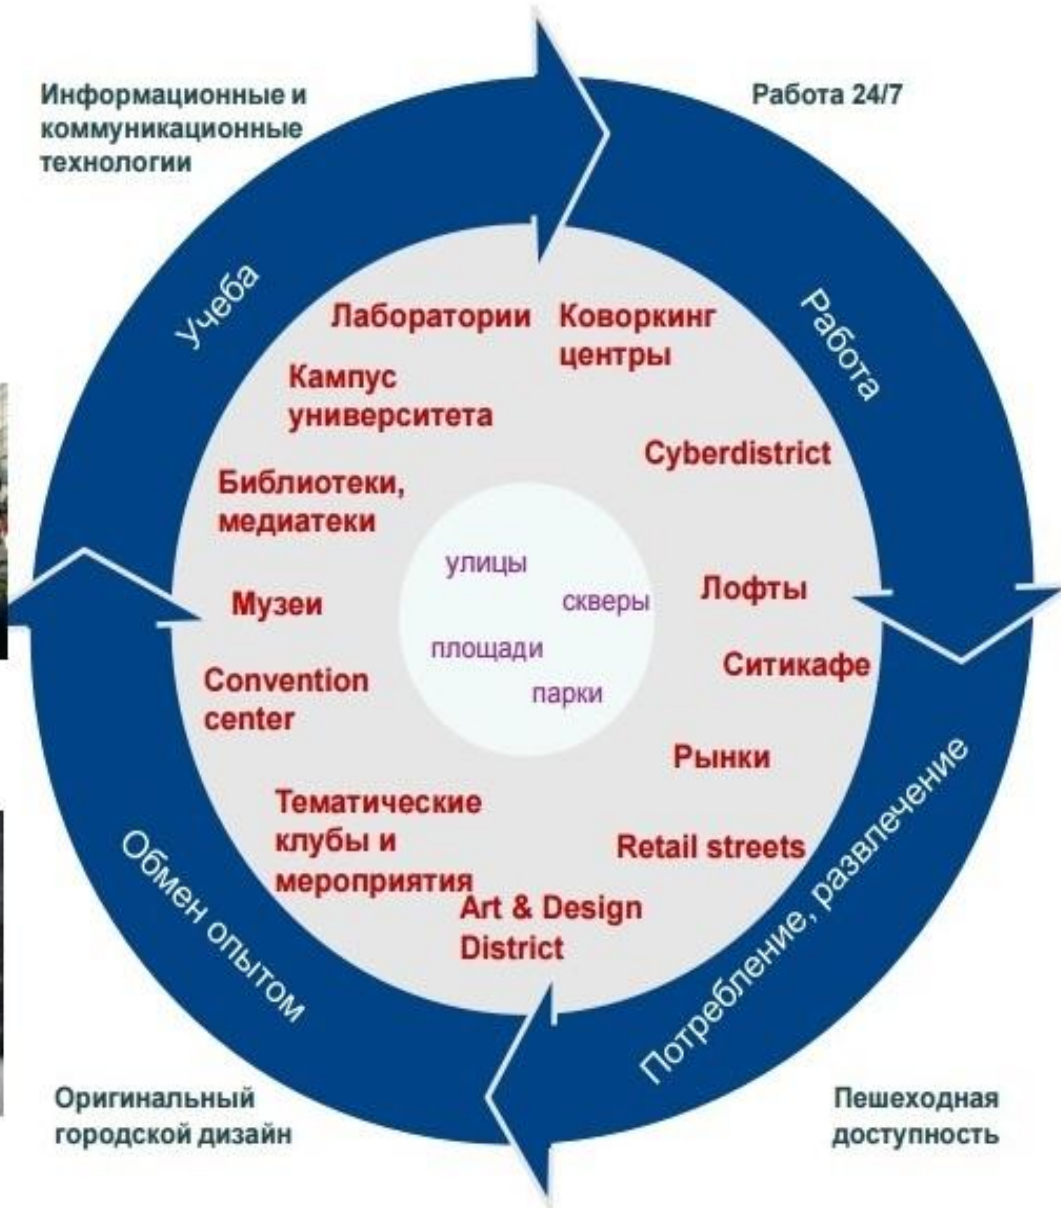 Информационные и
коммуникационные
технологии
Работа 24/7
Учеба
Работа
Лаборатории
Коворкинг
центры
Кампус
университета
Cyberdistrict
Библиотеки,
медиатеки
улицы
скверы
площади
парки
Музеи
Лофты
Convention
center
Ситикафе
Рынки
Тематические
клубы и
мероприятия
Retail streets
Art & Design
District
Обмен опытом
Потребление, развлечение
Оригинальный
городской дизайн
Пешеходная
доступность